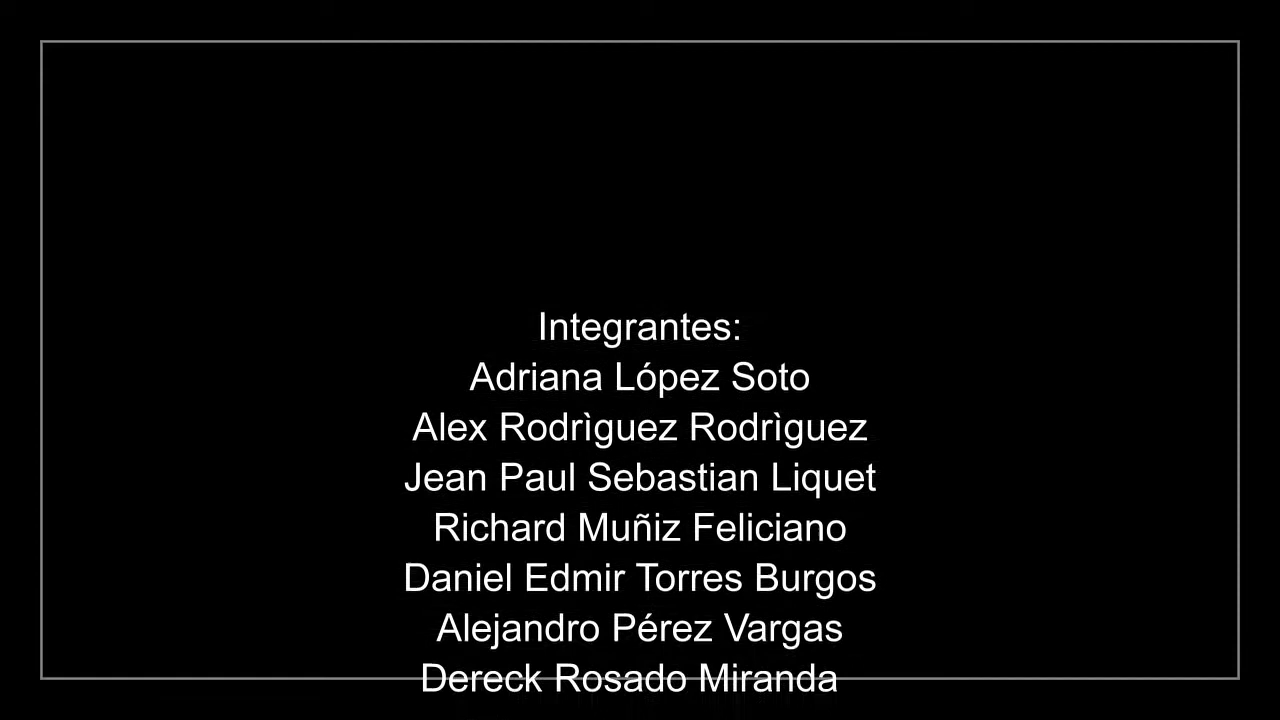 Integrantes:
Adriana López Soto
Alex Rodrìguez Rodrìguez
Jean Paul Sebastian Liquet
Richard Muñiz Feliciano
Daniel Edmir Torres Burgos
Alejandro Pérez Vargas
Dereck Rosado Miranda